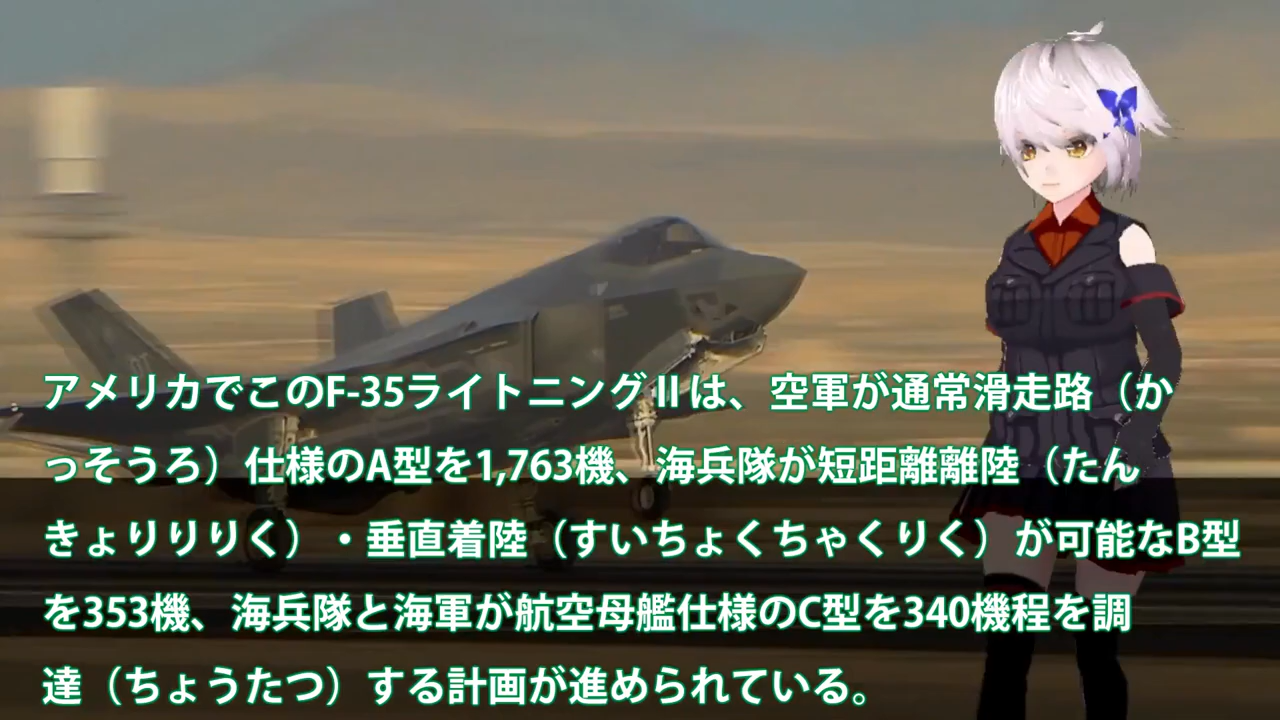 アメリカでこのF-35ライトニングⅡは、空軍が通常滑走路（か
っそうろ）仕様のA型を1,763機、海兵隊が短距離離陸（たん
きょりりりく）・垂直着陸（すいちょくちゃくりく）が可能なB型
を353機、海兵隊と海軍が航空母艦仕様のC型を340機程を調
達（ちょうたつ）する計画が進められている。